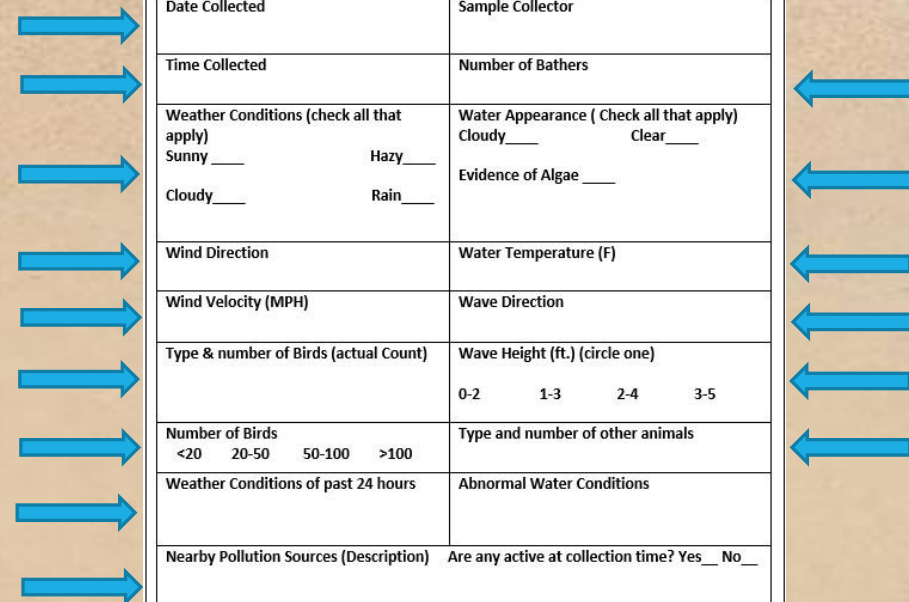 Date Collected
Sample Collector
Time Collected
Number of Bathers
Weather Conditions (check all that
apply)
Sunny ____ Hazy____
Cloudy____ Rain____
Water Appearance ( Check all that apply)
Cloudy____ Clear____
Evidence of Algae ____
Wind Direction
Water Temperature (F)
Wind Velocity (MPH)
Wave Direction
Type & number of Birds (actual Count)
Wave Height (ft.) (circle one)
0-2 1-3 2-4 3-5
Number of Birds
<20 20-50 50-100 >100
Type and number of other animals
Weather Conditions of past 24 hours
Abnormal Water Conditions
Nearby Pollution Sources (Description) Are any active at collection time? Yes__ No__